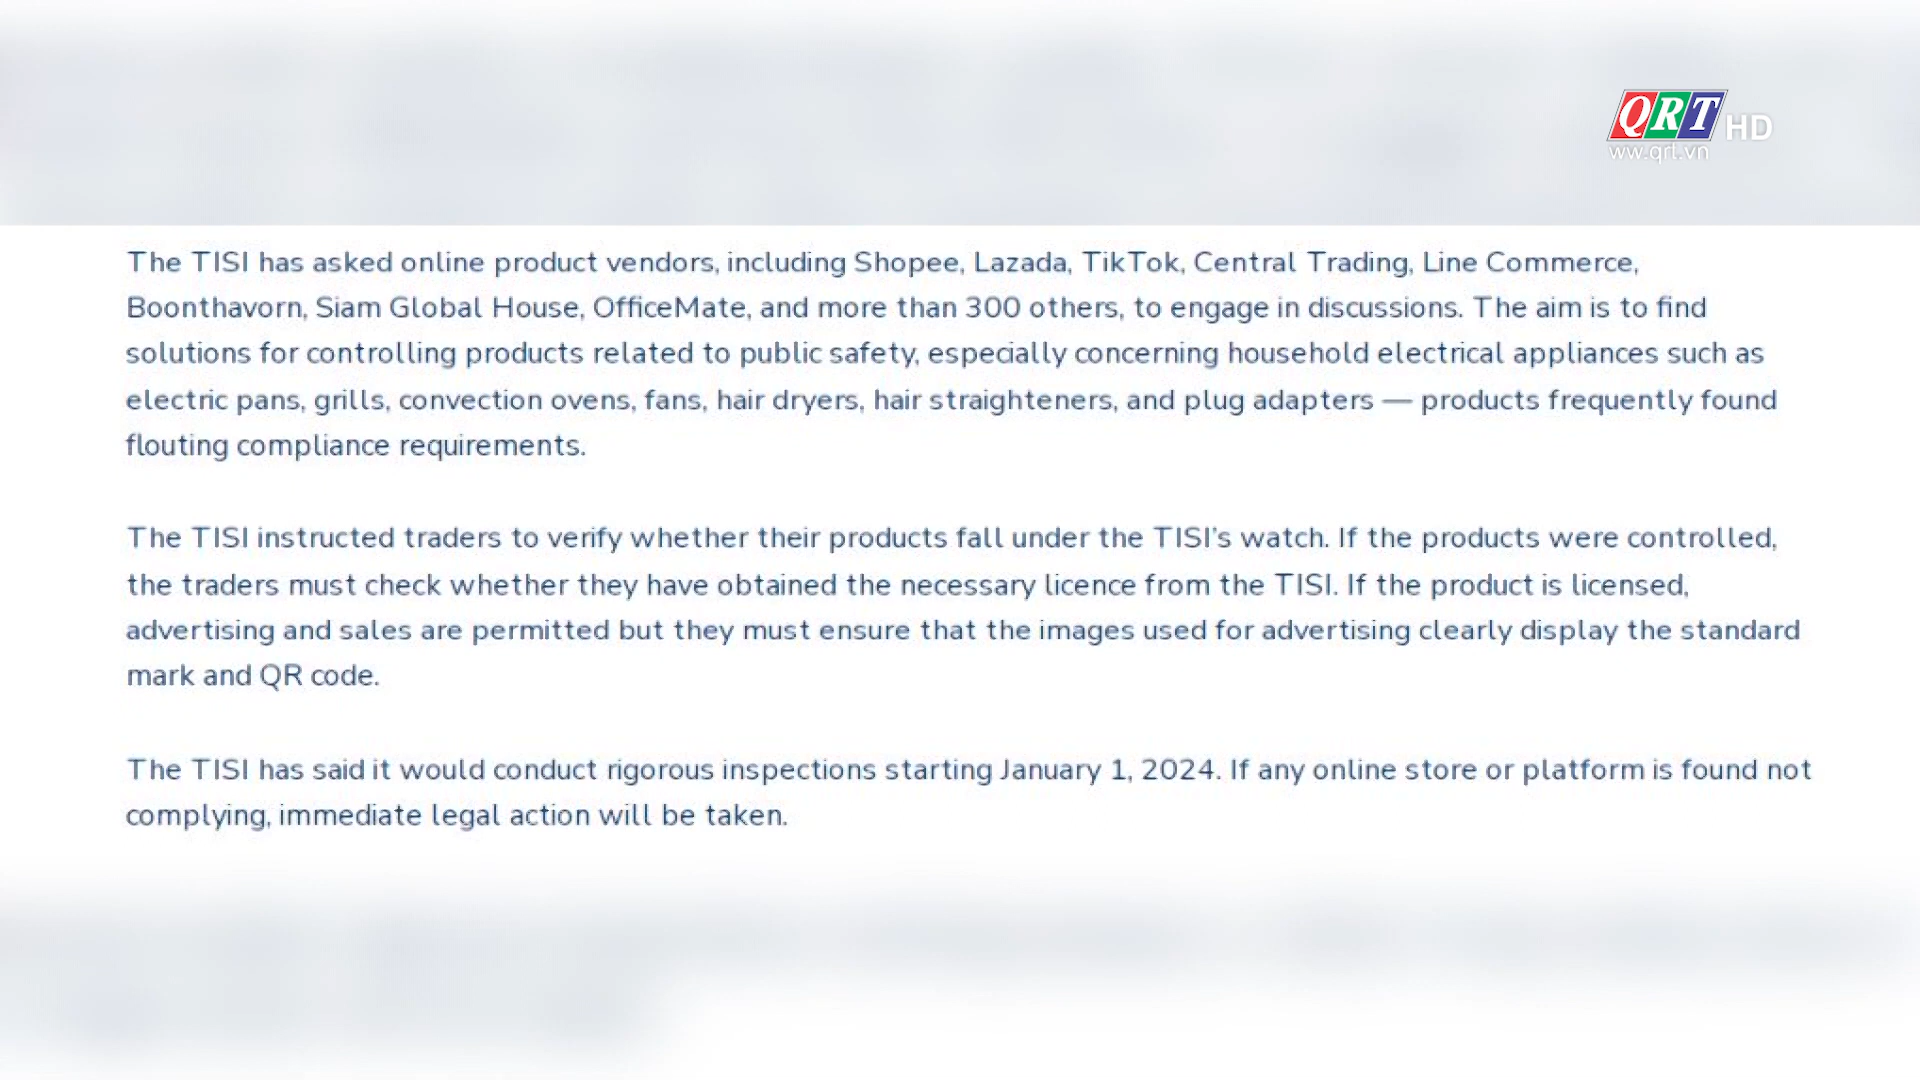 QRT HD
ww.qrt.vn
The TISI has asked online product vendors, including Shopee, Lazada, TikTok, Central Trading, Line Commerce,
Boonthavorn, Siam Global House, OfficeMate, and more than 300 others, to engage in discussions. The aim is to find
solutions for controlling products related to public safety, especially concerning household electrical appliances such as
electric pans, grills, convection ovens, fans, hair dryers, hair straighteners, and plug adapters — products frequently found
flouting compliance requirements.
The TISI instructed traders to verify whether their products fall under the TISI's watch. If the products were controlled,
the traders must check whether they have obtained the necessary licence from the TISI. If the product is licensed,
advertising and sales are permitted but they must ensure that the images used for advertising clearly display the standard
mark and QR code.
The TISI has said it would conduct rigorous inspections starting January 1, 2024. If any online store or platform is found not
complying, immediate legal action will be taken.